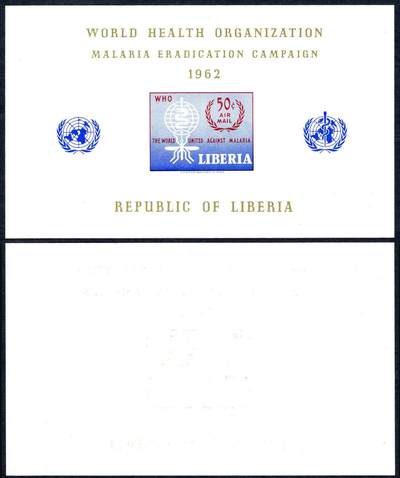 WORLD HEALTH ORGANIZATION
MALARIA ERADICATION CAMPAIGN
1962
WHO
50¢
AIR
MAIL
THE WORLD UNITED AGAINST MALARIA
LIBERIA
REPUBLIC OF LIBERIA